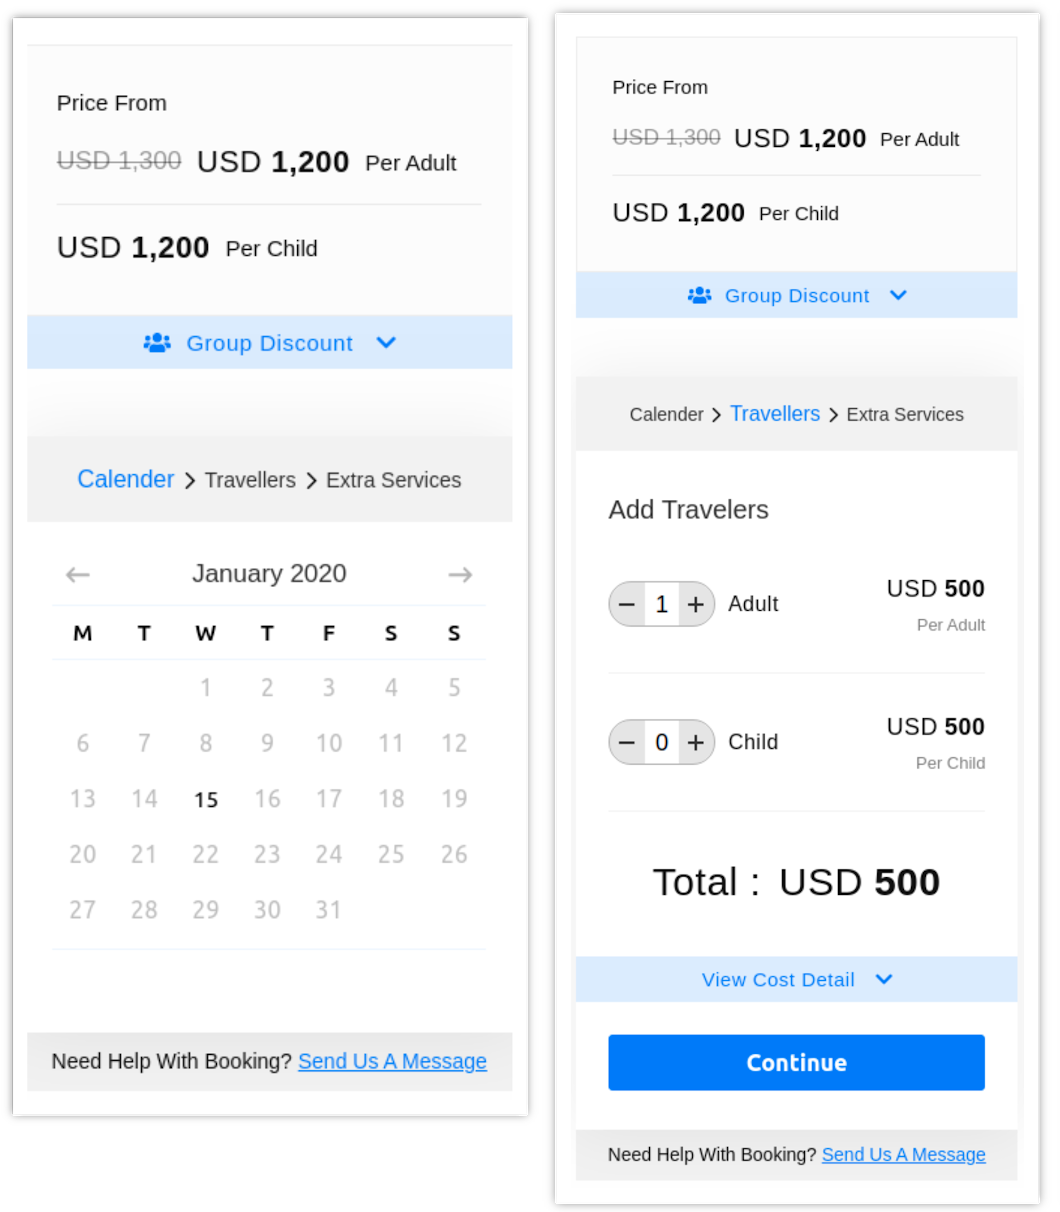 Price From
USD 1,300 USD 1,200 Per Adult
USD 1,200 Per Child
Group Discount
Calender > Travellers > Extra Services
← January 2020 →
M T W T F S S
1 2 3 4 5
6 7 8 9 10 11 12
13 14 15 16 17 18 19
20 21 22 23 24 25 26
27 28 29 30 31
Need Help With Booking? Send Us A Message
Price From
USD 1,300 USD 1,200 Per Adult
USD 1,200 Per Child
Group Discount
Calender > Travellers > Extra Services
Add Travelers
− 1 + Adult USD 500
Per Adult
− 0 + Child USD 500
Per Child
Total : USD 500
View Cost Detail
Continue
Need Help With Booking? Send Us A Message